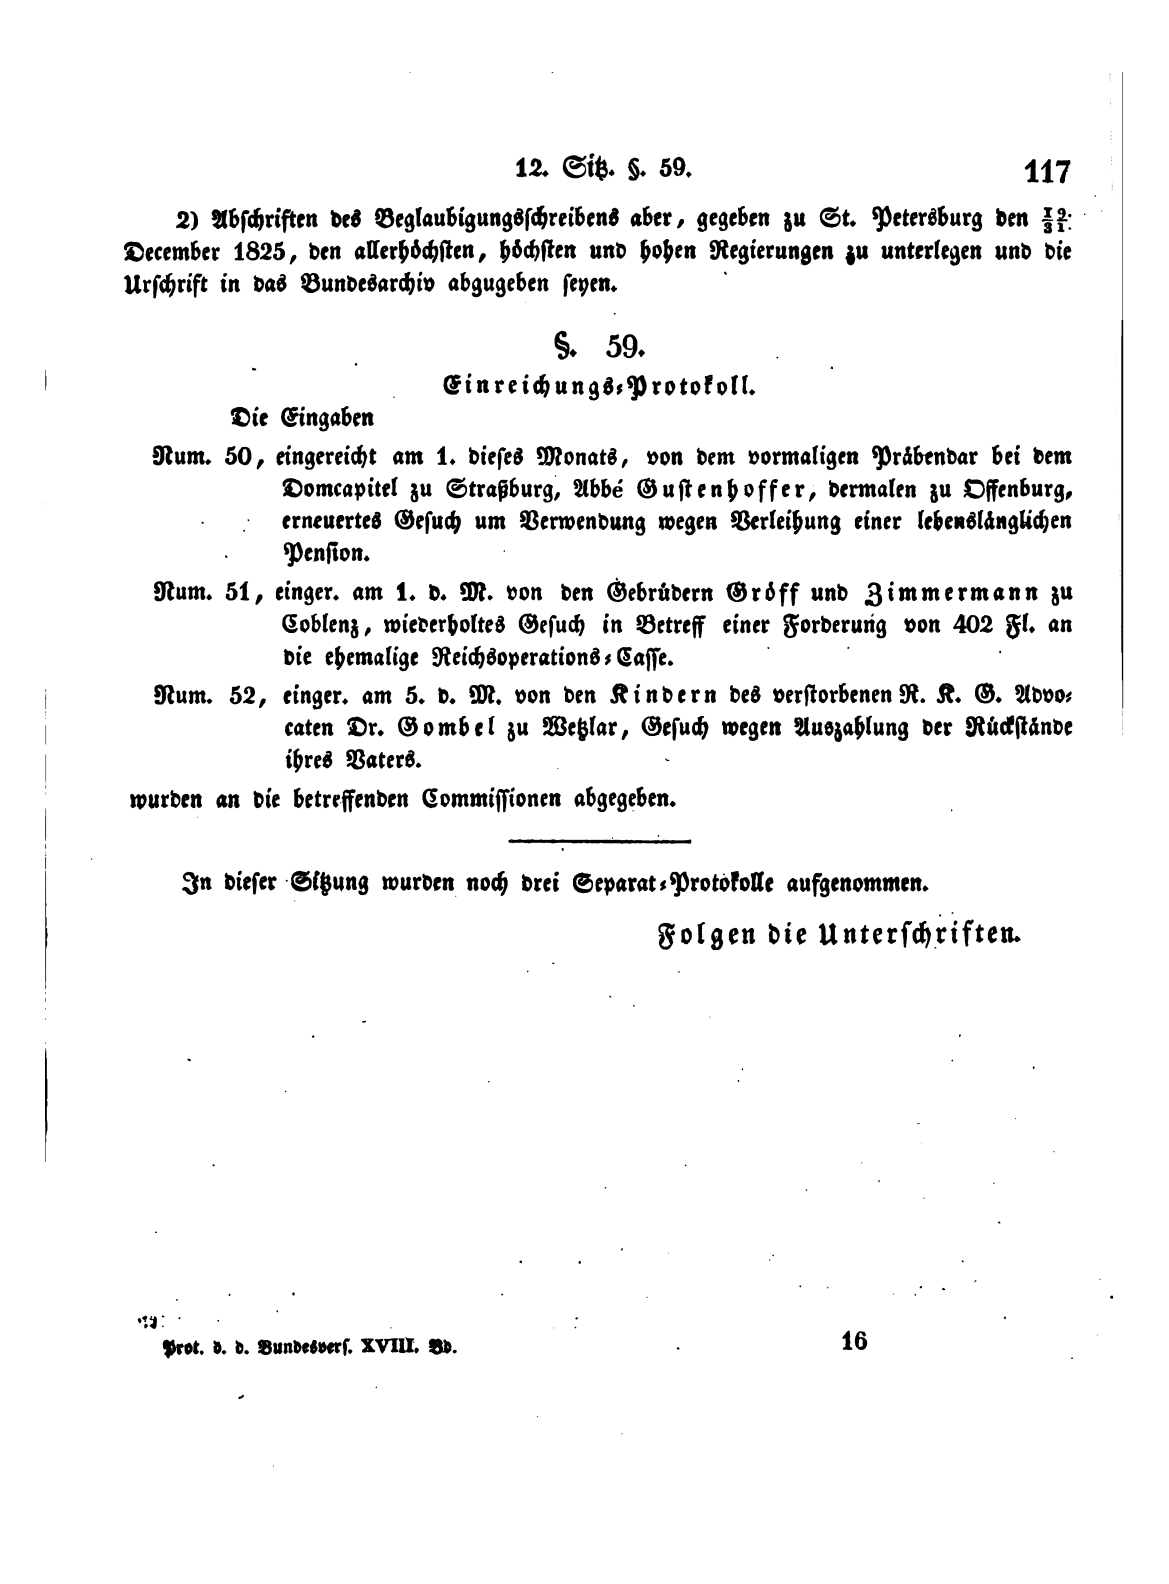 12. Sitz. §. 59. 117
2) Abschriften des Beglaubigungsschreibens aber, gegeben zu St. Petersburg den 19/31.
December 1825, den allerhöchsten, höchsten und hohen Regierungen zu unterlegen und die
Urschrift in das Bundesarchiv abgugeben seyen.
§. 59.
Einreichungs-Protokoll.
Die Eingaben
Num. 50, eingereicht am 1. dieses Monats, von dem vormaligen Präbendar bei dem
Domcapitel zu Straßburg, Abbé Gustenhoffer, dermalen zu Offenburg,
erneuertes Gesuch um Verwendung wegen Verleihung einer lebenslänglichen
Pension.
Num. 51, einger. am 1. d. M. von den Gebrüdern Gröff und Zimmermann zu
Coblenz, wiederholtes Gesuch in Betreff einer Forderung von 402 Fl. an
die ehemalige Reichsoperations-Casse.
Num. 52, einger. am 5. d. M. von den Kindern des verstorbenen R. K. G. Advo-
caten Dr. Gombel zu Wetzlar, Gesuch wegen Auszahlung der Rückstände
ihres Vaters.
wurden an die betreffenden Commissionen abgegeben.
In dieser Sitzung wurden noch drei Separat-Protokolle aufgenommen.
Folgen die Unterschriften.
Prot. d. d. Bundesvers. XVIII. Bd. 16